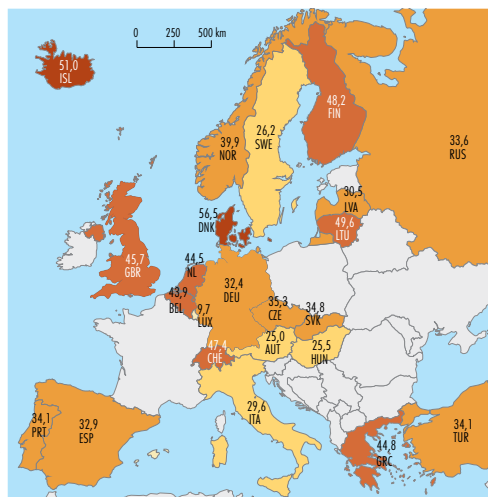 0 250 500 km
51,0
ISL
48,2
FIN
39,9
NOR
26,2
SWE
33,6
RUS
30,5
LVA
49,6
LTU
56,5
DNK
45,7
GBR
44,5
NL
43,9
BEL
9,7
LUX
32,4
DEU
35,3
CZE
34,8
SVK
25,0
AUT
25,5
HUN
47,4
CHE
29,6
ITA
34,1
PRT
32,9
ESP
44,8
GRC
34,1
TUR